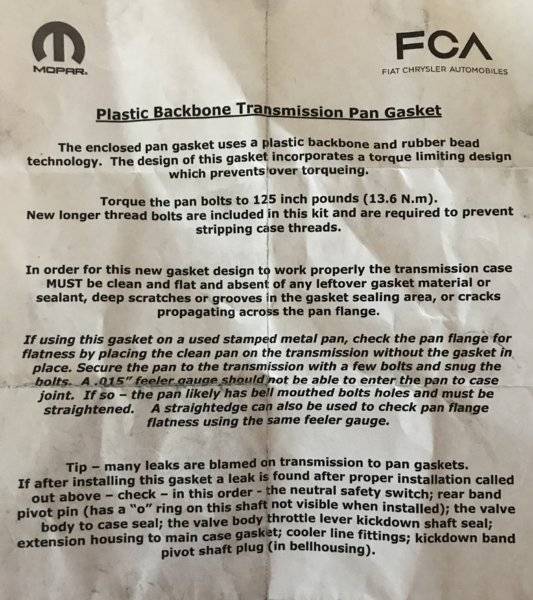 MOPAR
FCA
FIAT CHRYSLER AUTOMOBILES
Plastic Backbone Transmission Pan Gasket
The enclosed pan gasket uses a plastic backbone and rubber bead
technology. The design of this gasket incorporates a torque limiting design
which prevents over torqueing.
Torque the pan bolts to 125 inch pounds (13.6 N.m).
New longer thread bolts are included in this kit and are required to prevent
stripping case threads.
In order for this new gasket design to work properly the transmission case
MUST be clean and flat and absent of any leftover gasket material or
sealant, deep scratches or grooves in the gasket sealing area, or cracks
propagating across the pan flange.
If using this gasket on a used stamped metal pan, check the pan flange for
flatness by placing the clean pan on the transmission without the gasket in
place. Secure the pan to the transmission with a few bolts and snug the
bolts. A .015" feeler gauge should not be able to enter the pan to case
joint. If so – the pan likely has bell mouthed bolts holes and must be
straightened. A straightedge can also be used to check pan flange
flatness using the same feeler gauge.
Tip – many leaks are blamed on transmission to pan gaskets.
If after installing this gasket a leak is found after proper installation called
out above – check – in this order - the neutral safety switch; rear band
pivot pin (has a "o" ring on this shaft not visible when installed); the valve
body to case seal; the valve body throttle lever kickdown shaft seal;
extension housing to main case gasket; cooler line fittings; kickdown band
pivot shaft plug (in bellhousing).